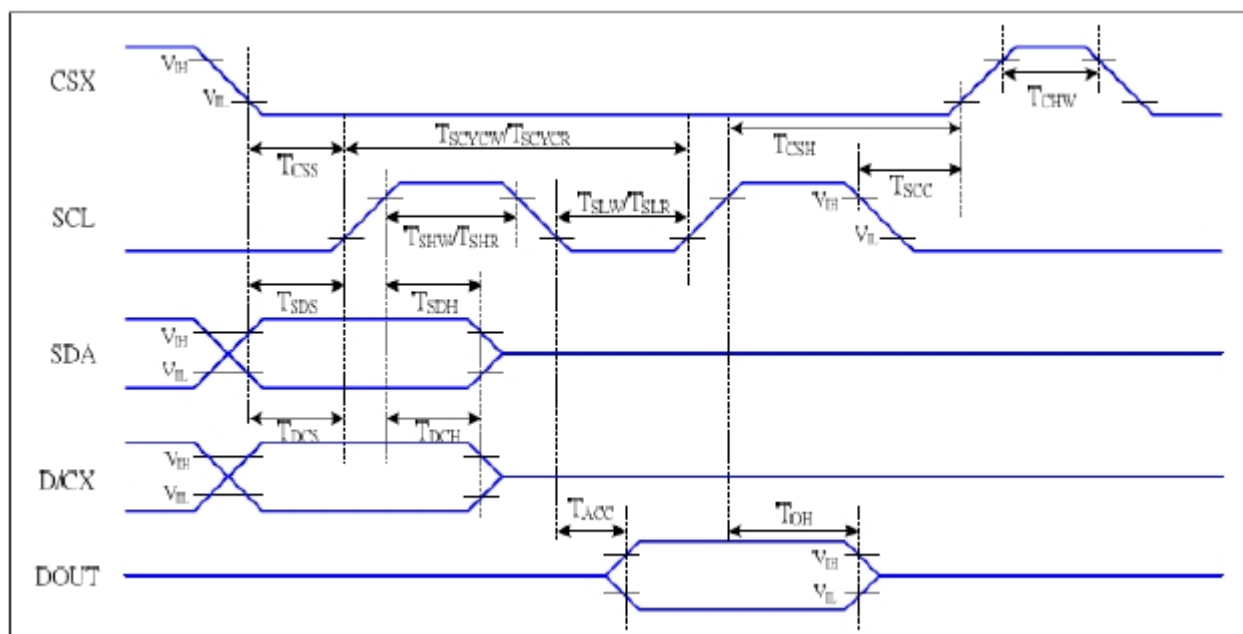 CSX
VIH
VIL
TCHW
TCSS
TSCYCW/TSCYCR
TCSH
TSCC
SCL
TSHW/TSHR
TSLW/TSLR
VIH
VIL
TSDS
TSDH
SDA
VIH
VIL
TDCS
TDCH
D/CX
VIH
VIL
TACC
TOH
DOUT
VIH
VIL